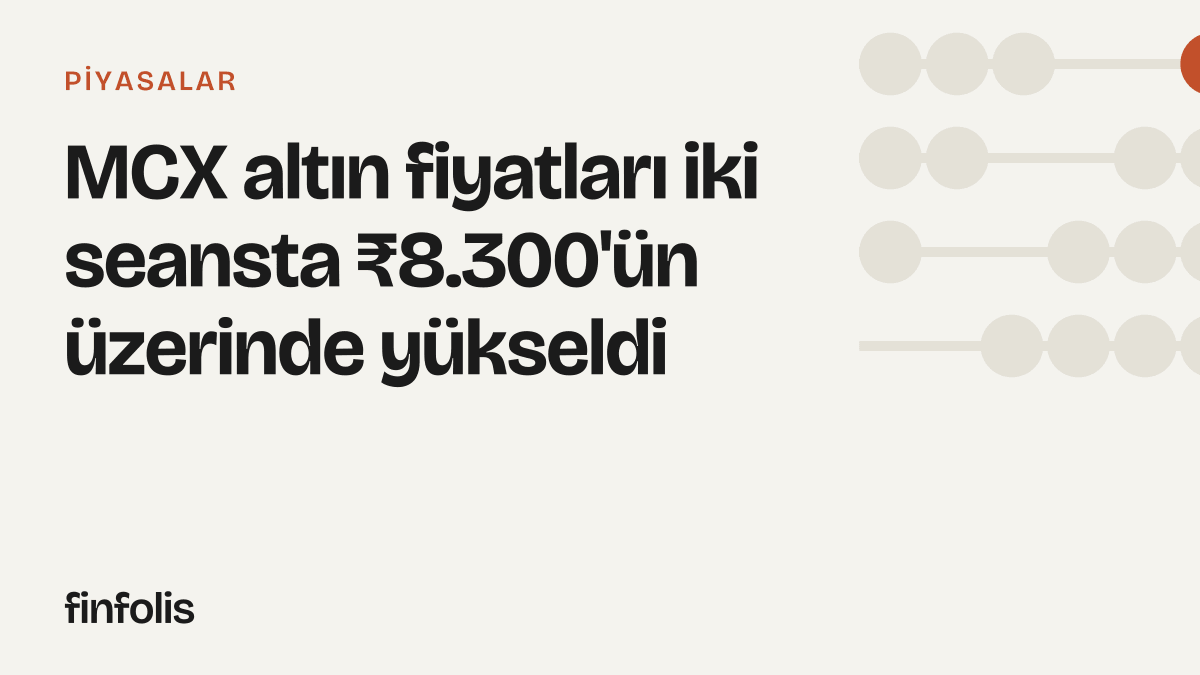 PİYASALAR
MCX altın fiyatları iki
seansta ₹8.300'ün
üzerinde yükseldi
finfolis